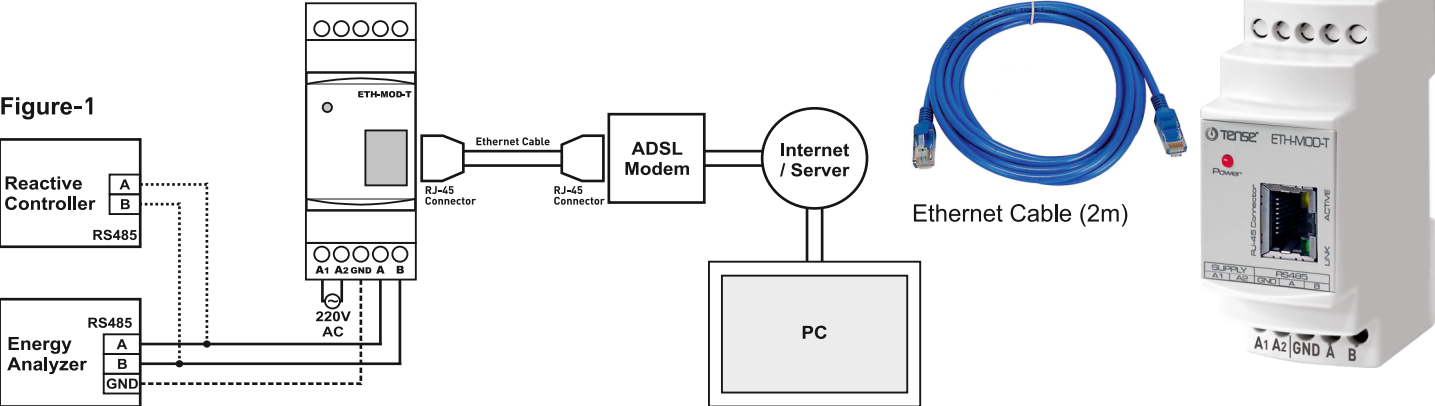 Figure-1
Reactive
Controller
A
B
RS485
RS485
Energy
Analyzer
A
B
GND
ETH-MOD-T
A1 A2 GND A B
220V
AC
RJ-45
Connector
Ethernet Cable
RJ-45
Connector
ADSL
Modem
Internet
/ Server
PC
Ethernet Cable (2m)
TENSE ETH-MOD-T
Power
RJ-45 Connector
ACTIVE
LINK
SUPPLY RS485
A1 A2 GND A B
A1 A2 GND A B